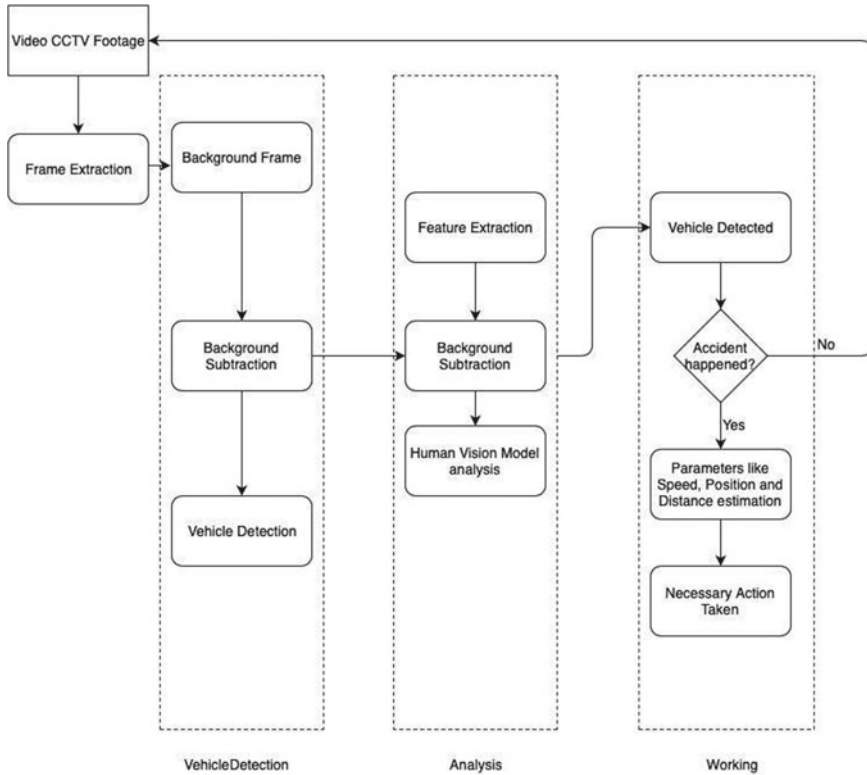 Video CCTV Footage
Frame Extraction
Background Frame
Background
Subtraction
Vehicle Detection
Feature Extraction
Background
Subtraction
Human Vision Model
analysis
Vehicle Detected
Accident
happened?
No
Yes
Parameters like
Speed, Position and
Distance estimation
Necessary Action
Taken
VehicleDetection
Analysis
Working